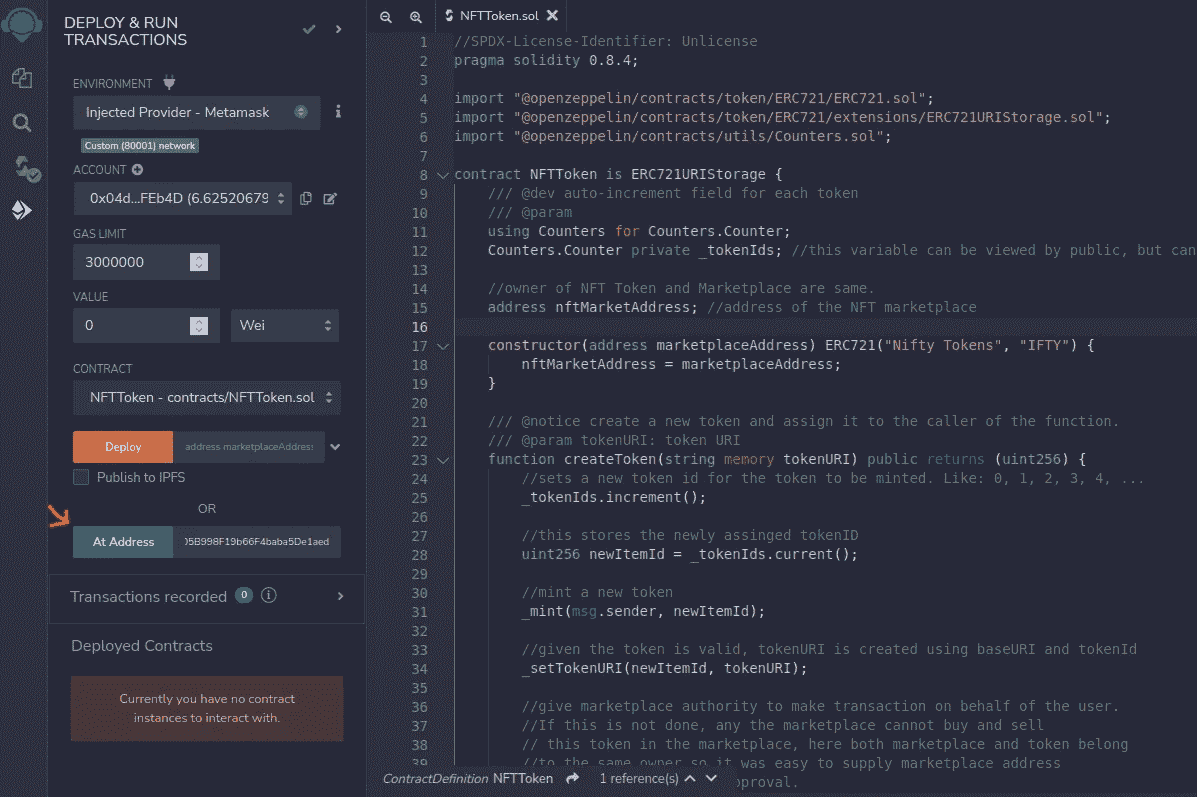 DEPLOY & RUN
TRANSACTIONS
ENVIRONMENT
Injected Provider - Metamask
Custom (80001) network
ACCOUNT
0x04d...FEb4D (6.62520679
GAS LIMIT
3000000
VALUE
0
Wei
CONTRACT
NFTToken - contracts/NFTToken.sol
Deploy
address marketplaceAddress
Publish to IPFS
OR
At Address
05B998F19b66F4baba5De1aed
Transactions recorded 0
Deployed Contracts
Currently you have no contract
instances to interact with.
NFTToken.sol
1 //SPDX-License-Identifier: Unlicense
2 pragma solidity 0.8.4;
3
4 import "@openzeppelin/contracts/token/ERC721/ERC721.sol";
5 import "@openzeppelin/contracts/token/ERC721/extensions/ERC721URIStorage.sol";
6 import "@openzeppelin/contracts/utils/Counters.sol";
7
8 contract NFTToken is ERC721URIStorage {
9 /// @dev auto-increment field for each token
10 /// @param
11 using Counters for Counters.Counter;
12 Counters.Counter private _tokenIds; //this variable can be viewed by public, but can
13
14 //owner of NFT Token and Marketplace are same.
15 address nftMarketAddress; //address of the NFT marketplace
16
17 constructor(address marketplaceAddress) ERC721("Nifty Tokens", "IFTY") {
18 nftMarketAddress = marketplaceAddress;
19 }
20
21 /// @notice create a new token and assign it to the caller of the function.
22 /// @param tokenURI: token URI
23 function createToken(string memory tokenURI) public returns (uint256) {
24 //sets a new token id for the token to be minted. Like: 0, 1, 2, 3, 4, ...
25 _tokenIds.increment();
26
27 //this stores the newly assinged tokenID
28 uint256 newItemId = _tokenIds.current();
29
30 //mint a new token
31 _mint(msg.sender, newItemId);
32
33 //given the token is valid, tokenURI is created using baseURI and tokenId
34 _setTokenURI(newItemId, tokenURI);
35
36 //give marketplace authority to make transaction on behalf of the user.
37 //If this is not done, any the marketplace cannot buy and sell
38 // this token in the marketplace, here both marketplace and token belong
39 //to the same owner so it was easy to supply marketplace address
ContractDefinition NFTToken 1 reference(s)